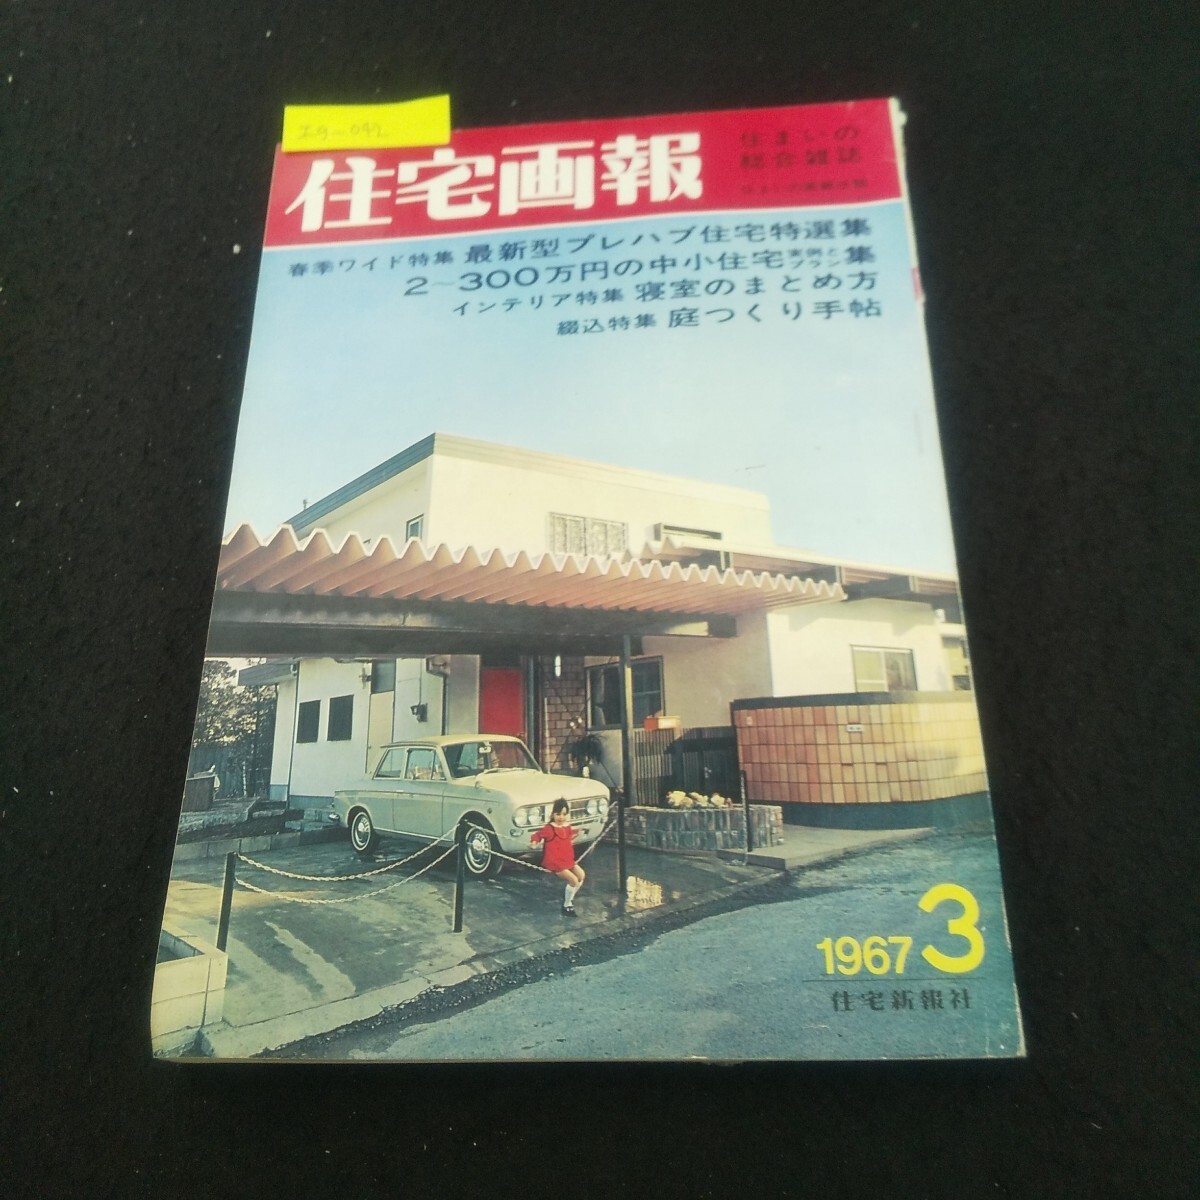 住宅画報
住まいの
総合雑誌
春季ワイド特集 最新型プレハブ住宅特選集
2〜300万円の中小住宅実例とプラン集
インテリア特集 寝室のまとめ方
綴込特集 庭つくり手帖
1967 3
住宅新報社